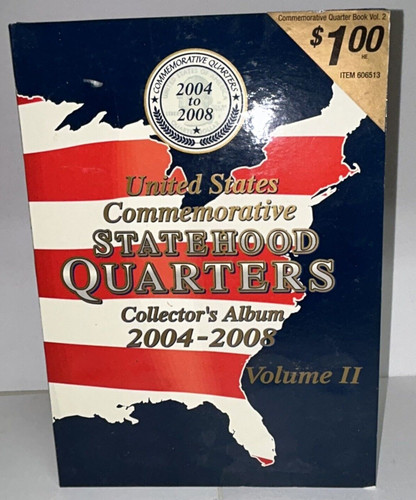 Commemorative Quarter Book Vol. 2
$1.00
ITEM 606513
COMMEMORATIVE QUARTERS
2004
to
2008
United States
Commemorative
STATEHOOD
QUARTERS
Collector's Album
2004-2008
Volume II